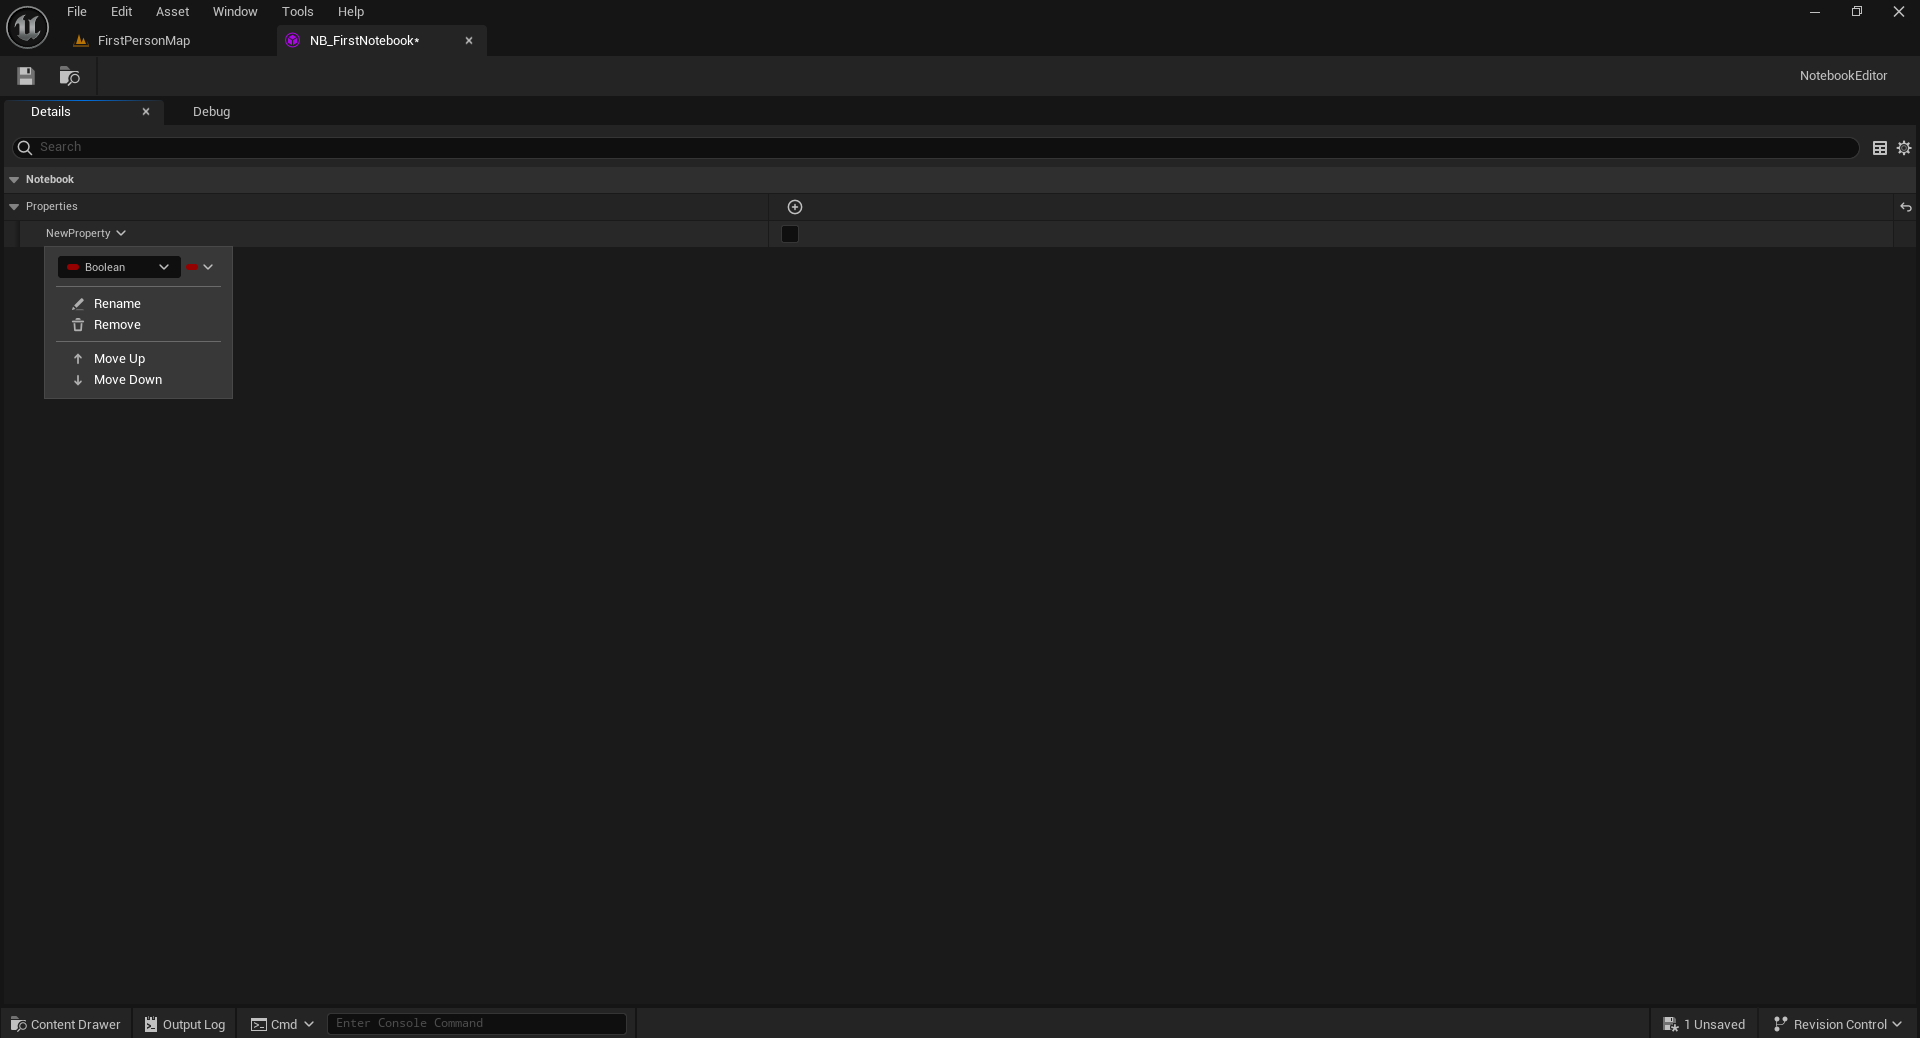 File Edit Asset Window Tools Help
FirstPersonMap NB_FirstNotebook*
NotebookEditor
Details Debug
Search
Notebook
Properties
NewProperty
Boolean
Rename
Remove
Move Up
Move Down
Content Drawer Output Log Cmd Enter Console Command 1 Unsaved Revision Control